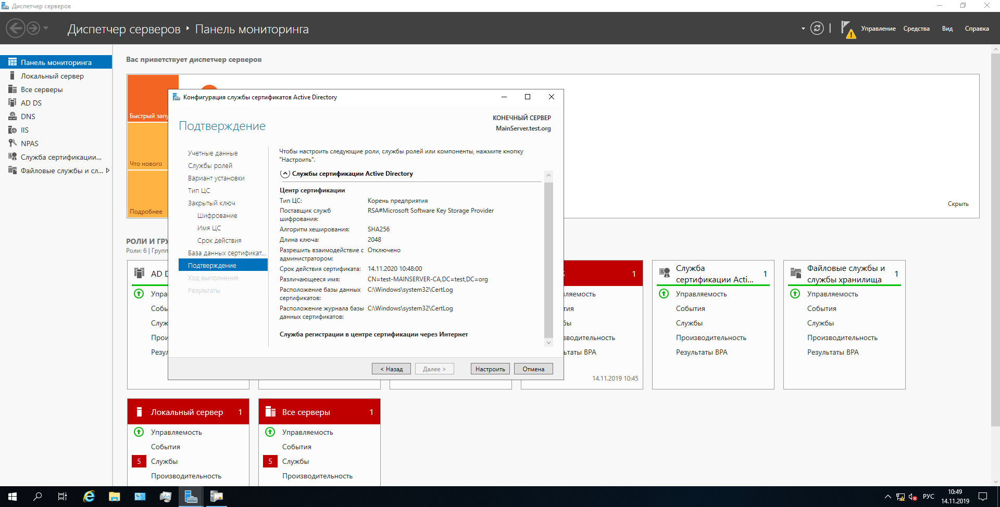 Диспетчер серверов
Диспетчер серверов ‣ Панель мониторинга
Управление Средства Вид Справка
Панель мониторинга
Локальный сервер
Все серверы
AD DS
DNS
IIS
NPAS
Служба сертификации...
Файловые службы и сл...
Вас приветствует диспетчер серверов
Быстрый запу
Что нового
Подробнее
Скрыть
РОЛИ И ГРУ
Роли: 6 | Групп
Конфигурация службы сертификатов Active Directory
Подтверждение
КОНЕЧНЫЙ СЕРВЕР
MainServer.test.org
Учетные данные
Службы ролей
Вариант установки
Тип ЦС
Закрытый ключ
Шифрование
Имя ЦС
Срок действия
База данных сертификат...
Подтверждение
Ход выполнения
Результаты
Чтобы настроить следующие роли, службы ролей или компоненты, нажмите кнопку
"Настроить".
Службы сертификации Active Directory
Центр сертификации
Тип ЦС: Корень предприятия
Поставщик служб RSA#Microsoft Software Key Storage Provider
шифрования:
Алгоритм хеширования: SHA256
Длина ключа: 2048
Разрешить взаимодействие с Отключено
администратором:
Срок действия сертификата: 14.11.2020 10:48:00
Различающееся имя: CN=test-MAINSERVER-CA,DC=test,DC=org
Расположение базы данных C:\Windows\system32\CertLog
сертификатов:
Расположение журнала базы C:\Windows\system32\CertLog
данных сертификатов:
Служба регистрации в центре сертификации через Интернет
< Назад Далее > Настроить Отмена
AD D
Управ
Собы
Служ
Прои
Резул
1
вляемость
тия
бы
зводительность
ьтаты BPA
14.11.2019 10:45
Служба
сертификации Acti... 1
Управляемость
События
Службы
Производительность
Результаты BPA
Файловые службы и
службы хранилища 1
Управляемость
События
Службы
Производительность
Результаты BPA
Локальный сервер 1
Управляемость
События
5 Службы
Производительность
Все серверы 1
Управляемость
События
5 Службы
Производительность
РУС
10:49
14.11.2019